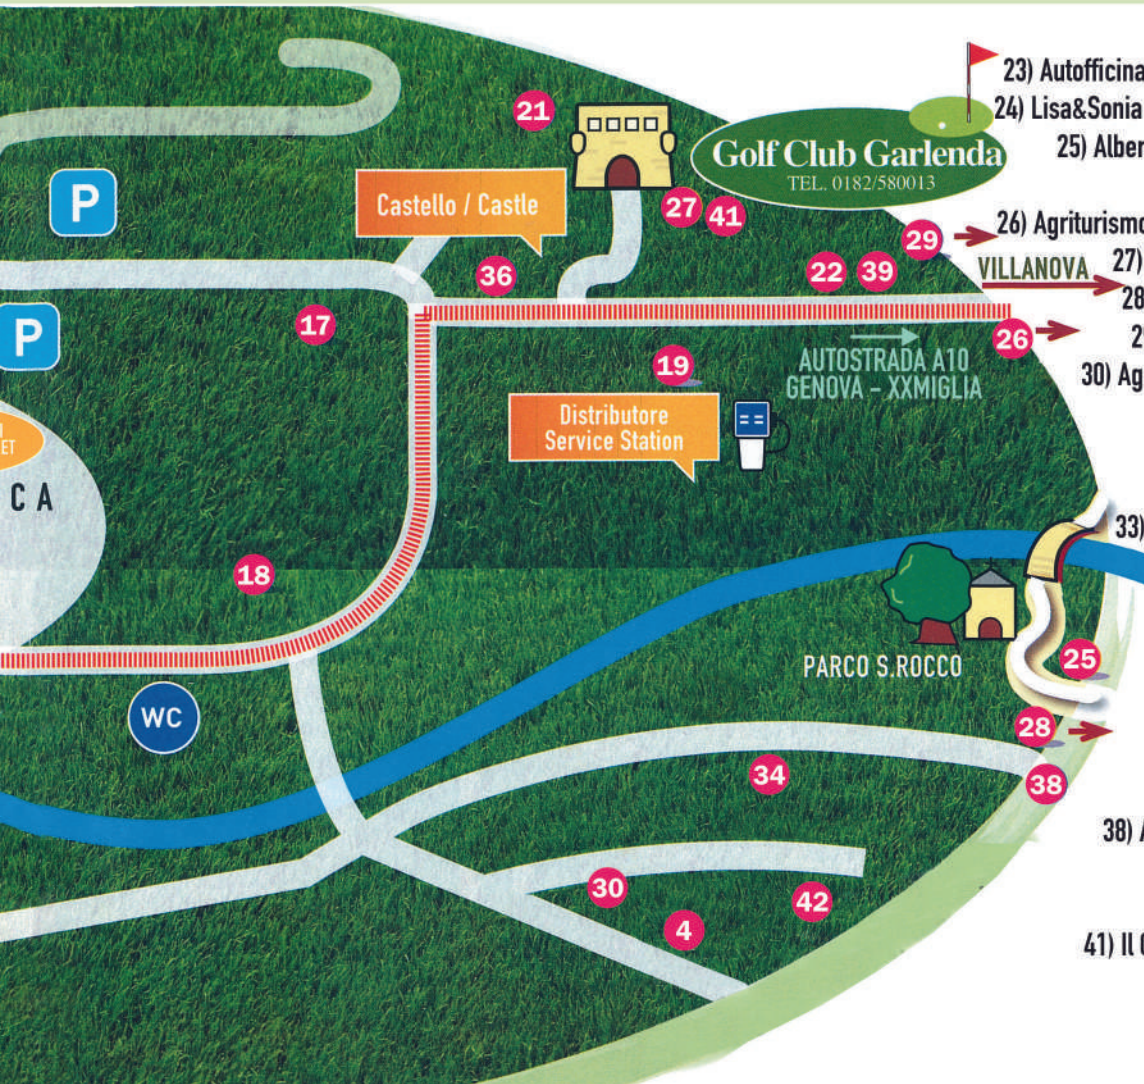 23) Autofficina
24) Lisa&Sonia
25) Alber
21
Golf Club Garlenda
TEL. 0182/580013
P
Castello / Castle
27
41
29
26) Agriturismo
36
22
39
VILLANOVA
27)
28
17
P
26
2
19
AUTOSTRADA A10
GENOVA - XXMIGLIA
30) Ag
Distributore
Service Station
ET
C A
33)
18
PARCO S.ROCCO
25
WC
28
34
38
38) A
30
42
4
41) Il